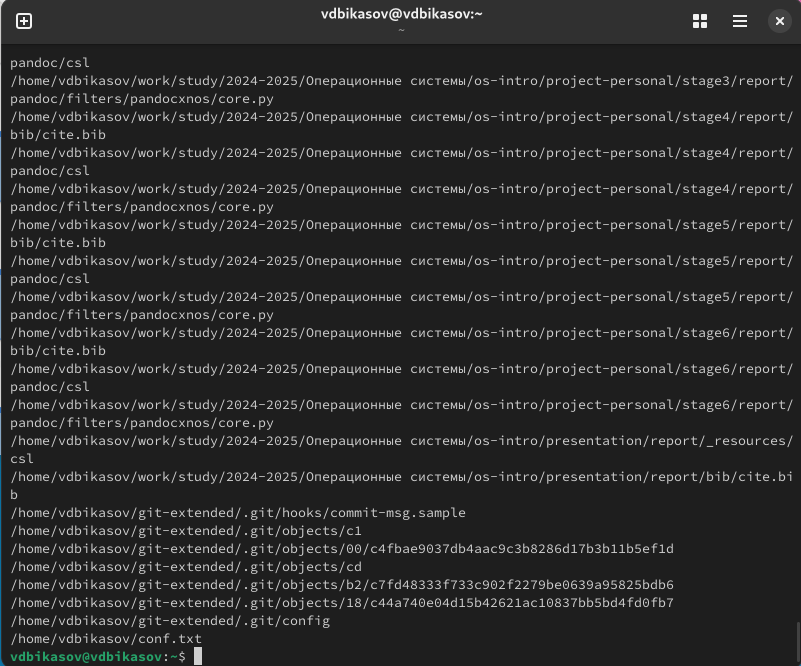 vdbikasov@vdbikasov:~
~
pandoc/csl
/home/vdbikasov/work/study/2024-2025/Операционные системы/os-intro/project-personal/stage3/report/
pandoc/filters/pandocxnos/core.py
/home/vdbikasov/work/study/2024-2025/Операционные системы/os-intro/project-personal/stage4/report/
bib/cite.bib
/home/vdbikasov/work/study/2024-2025/Операционные системы/os-intro/project-personal/stage4/report/
pandoc/csl
/home/vdbikasov/work/study/2024-2025/Операционные системы/os-intro/project-personal/stage4/report/
pandoc/filters/pandocxnos/core.py
/home/vdbikasov/work/study/2024-2025/Операционные системы/os-intro/project-personal/stage5/report/
bib/cite.bib
/home/vdbikasov/work/study/2024-2025/Операционные системы/os-intro/project-personal/stage5/report/
pandoc/csl
/home/vdbikasov/work/study/2024-2025/Операционные системы/os-intro/project-personal/stage5/report/
pandoc/filters/pandocxnos/core.py
/home/vdbikasov/work/study/2024-2025/Операционные системы/os-intro/project-personal/stage6/report/
bib/cite.bib
/home/vdbikasov/work/study/2024-2025/Операционные системы/os-intro/project-personal/stage6/report/
pandoc/csl
/home/vdbikasov/work/study/2024-2025/Операционные системы/os-intro/project-personal/stage6/report/
pandoc/filters/pandocxnos/core.py
/home/vdbikasov/work/study/2024-2025/Операционные системы/os-intro/presentation/report/_resources/
csl
/home/vdbikasov/work/study/2024-2025/Операционные системы/os-intro/presentation/report/bib/cite.bi
b
/home/vdbikasov/git-extended/.git/hooks/commit-msg.sample
/home/vdbikasov/git-extended/.git/objects/c1
/home/vdbikasov/git-extended/.git/objects/00/c4fbae9037db4aac9c3b8286d17b3b11b5ef1d
/home/vdbikasov/git-extended/.git/objects/cd
/home/vdbikasov/git-extended/.git/objects/b2/c7fd48333f733c902f2279be0639a95825bdb6
/home/vdbikasov/git-extended/.git/objects/18/c44a740e04d15b42621ac10837bb5bd4fd0fb7
/home/vdbikasov/git-extended/.git/config
/home/vdbikasov/conf.txt
vdbikasov@vdbikasov:~$